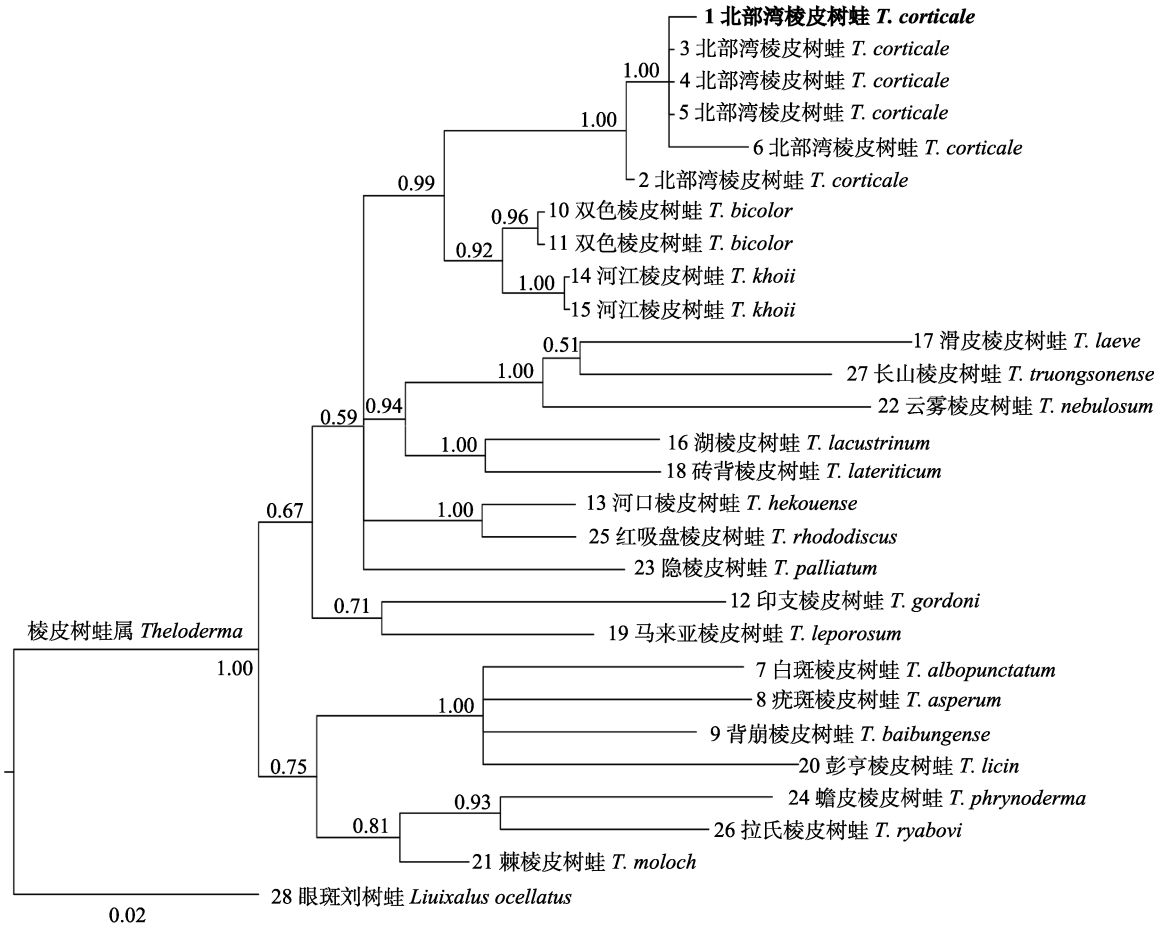 1 北部湾棱皮树蛙 T. corticale
3 北部湾棱皮树蛙 T. corticale
1.00
4 北部湾棱皮树蛙 T. corticale
5 北部湾棱皮树蛙 T. corticale
1.00
6 北部湾棱皮树蛙 T. corticale
2 北部湾棱皮树蛙 T. corticale
0.99
10 双色棱皮树蛙 T. bicolor
0.96
11 双色棱皮树蛙 T. bicolor
0.92
14 河江棱皮树蛙 T. khoii
1.00
15 河江棱皮树蛙 T. khoii
17 滑皮棱皮树蛙 T. laeve
0.51
27 长山棱皮树蛙 T. truongsonense
1.00
22 云雾棱皮树蛙 T. nebulosum
0.94
0.59
16 湖棱皮树蛙 T. lacustrinum
1.00
18 砖背棱皮树蛙 T. lateriticum
13 河口棱皮树蛙 T. hekouense
1.00
0.67
25 红吸盘棱皮树蛙 T. rhododiscus
23 隐棱皮树蛙 T. palliatum
12 印支棱皮树蛙 T. gordoni
0.71
19 马来亚棱皮树蛙 T. leporosum
棱皮树蛙属 Theloderma
1.00
7 白斑棱皮树蛙 T. albopunctatum
8 疣斑棱皮树蛙 T. asperum
1.00
9 背崩棱皮树蛙 T. baibungense
20 彭亨棱皮树蛙 T. licin
0.75
24 蟾皮棱皮树蛙 T. phrynoderma
0.93
26 拉氏棱皮树蛙 T. ryabovi
0.81
21 棘棱皮树蛙 T. moloch
28 眼斑刘树蛙 Liuixalus ocellatus
0.02